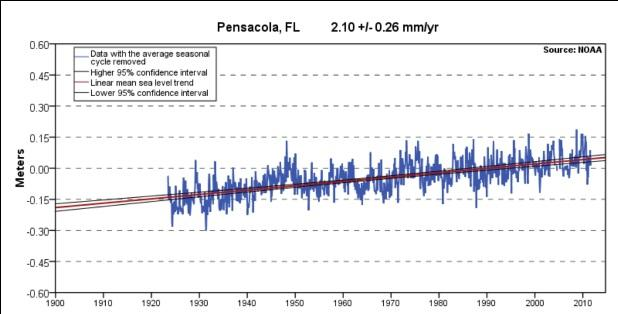 Pensacola, FL 2.10 +/- 0.26 mm/yr
Source: NOAA
Data with the average seasonal
cycle removed
Higher 95% confidence interval
Linear mean sea level trend
Lower 95% confidence interval
Meters
0.60
0.45
0.30
0.15
0.00
-0.15
-0.30
-0.45
-0.60
1900 1910 1920 1930 1940 1950 1960 1970 1980 1990 2000 2010